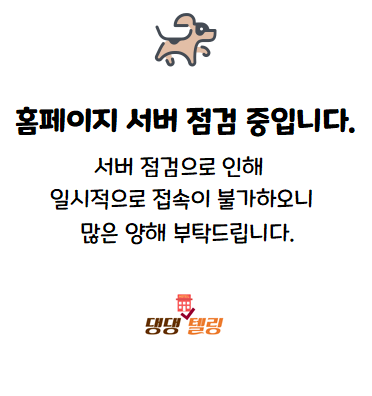 홈페이지 서버 점검 중입니다.
서버 점검으로 인해
일시적으로 접속이 불가하오니
많은 양해 부탁드립니다.
댕댕텔링